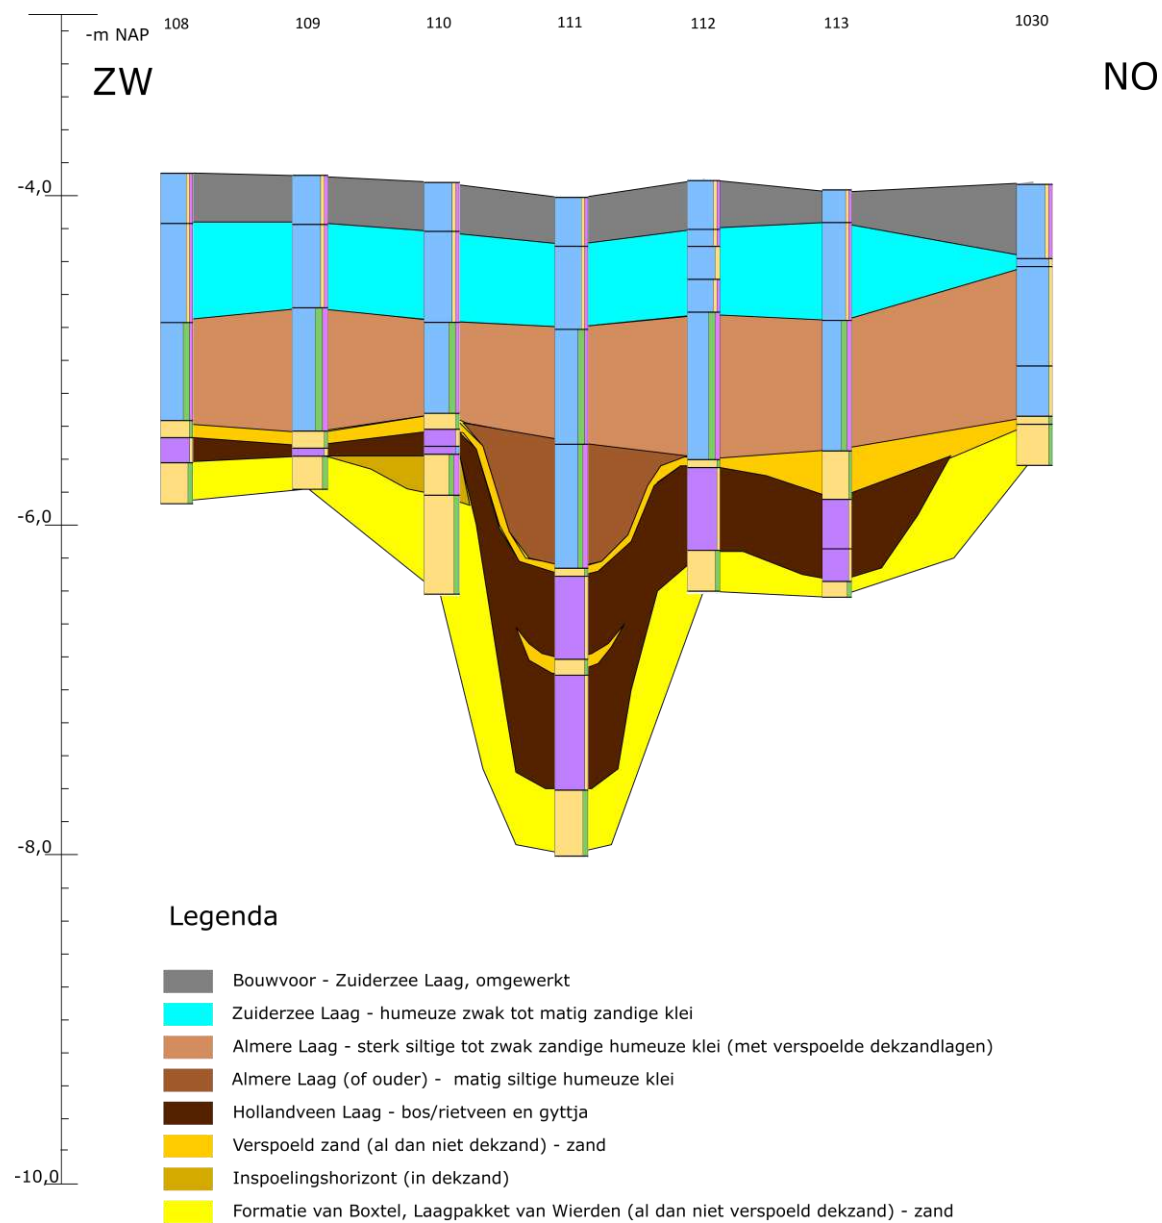 108 109 110 111 112 113 1030
-m NAP
ZW NO
-4,0
-6,0
-8,0
-10,0
Legenda
Bouwvoor - Zuiderzee Laag, omgewerkt
Zuiderzee Laag - humeuze zwak tot matig zandige klei
Almere Laag - sterk siltige tot zwak zandige humeuze klei (met verspoelde dekzandlagen)
Almere Laag (of ouder) - matig siltige humeuze klei
Hollandveen Laag - bos/rietveen en gyttja
Verspoeld zand (al dan niet dekzand) - zand
Inspoelingshorizont (in dekzand)
Formatie van Boxtel, Laagpakket van Wierden (al dan niet verspoeld dekzand) - zand